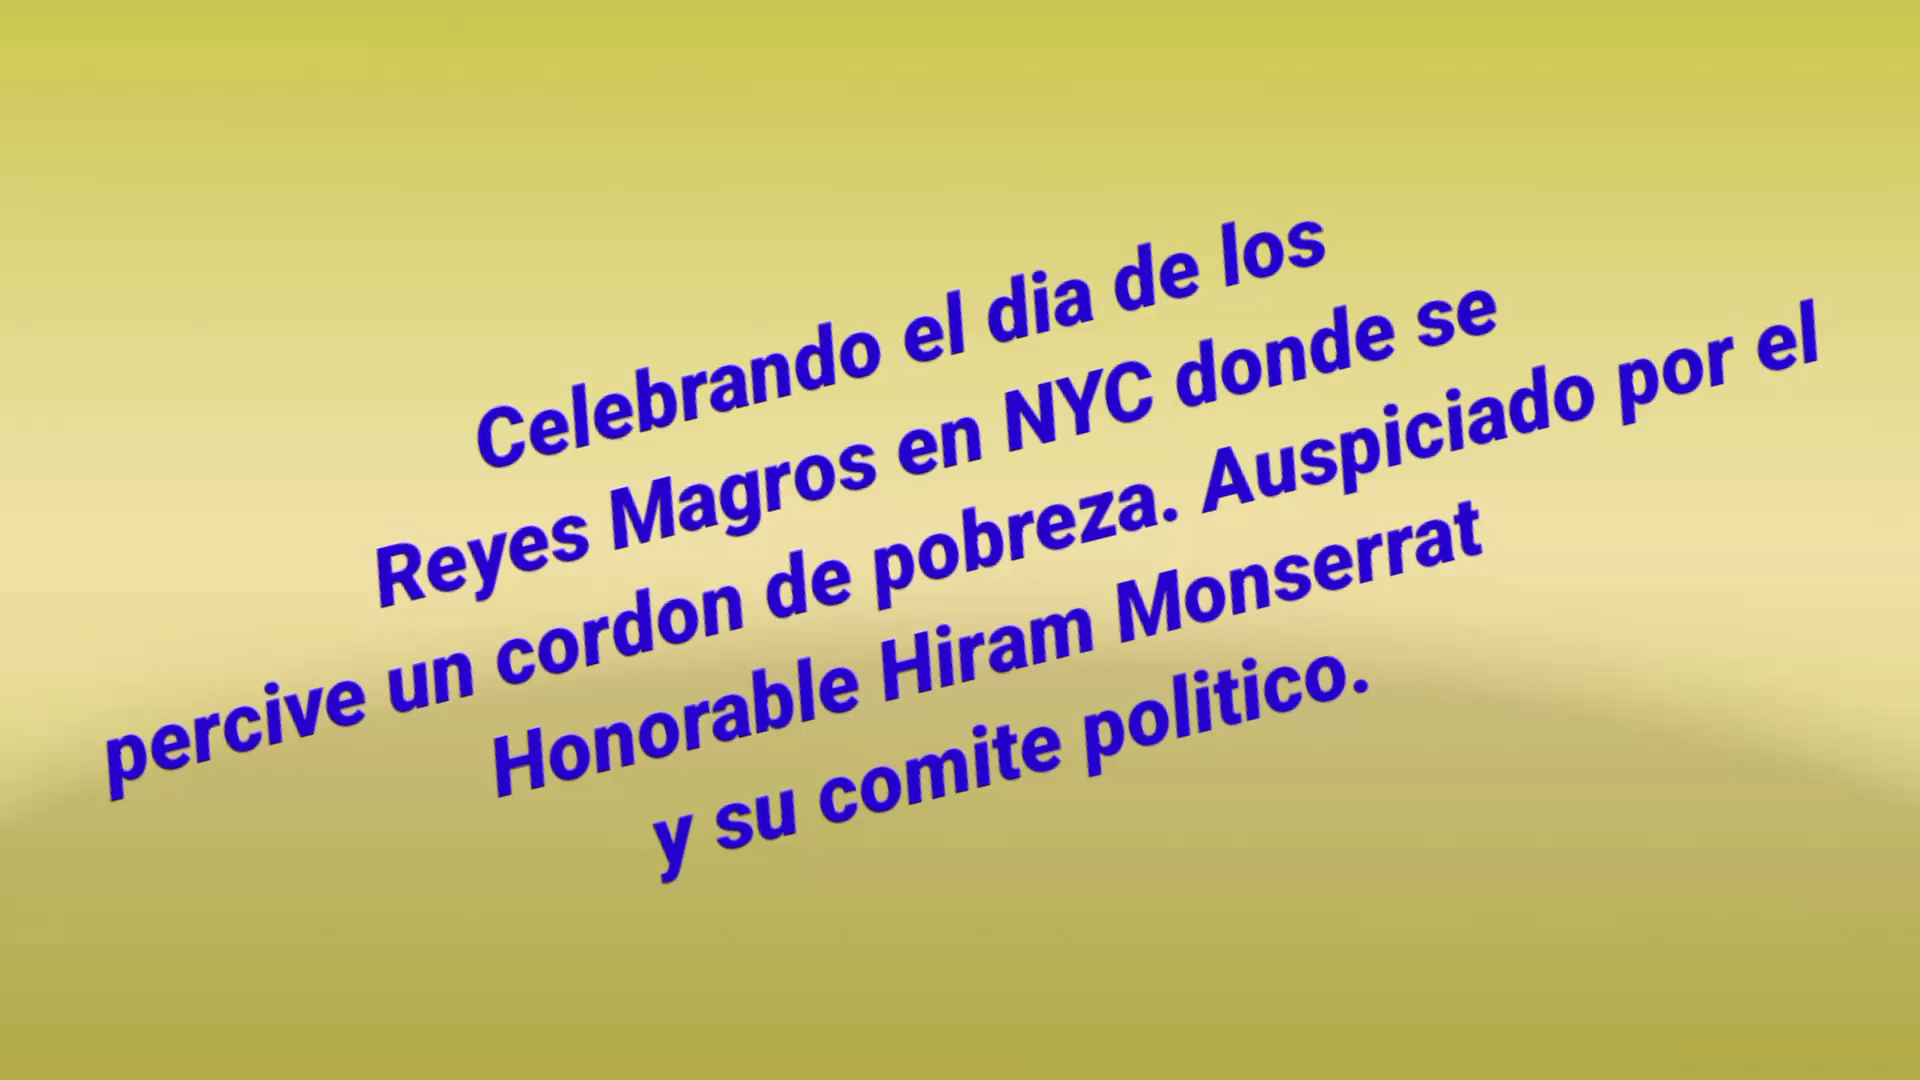 Celebrando el dia de los
Reyes Magros en NYC donde se
percive un cordon de pobreza. Auspiciado por el
Honorable Hiram Monserrat
y su comite politico.